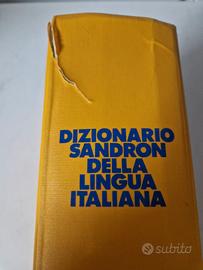 DIZIONARIO
SANDRON
DELLA
LINGUA
ITALIANA
subito